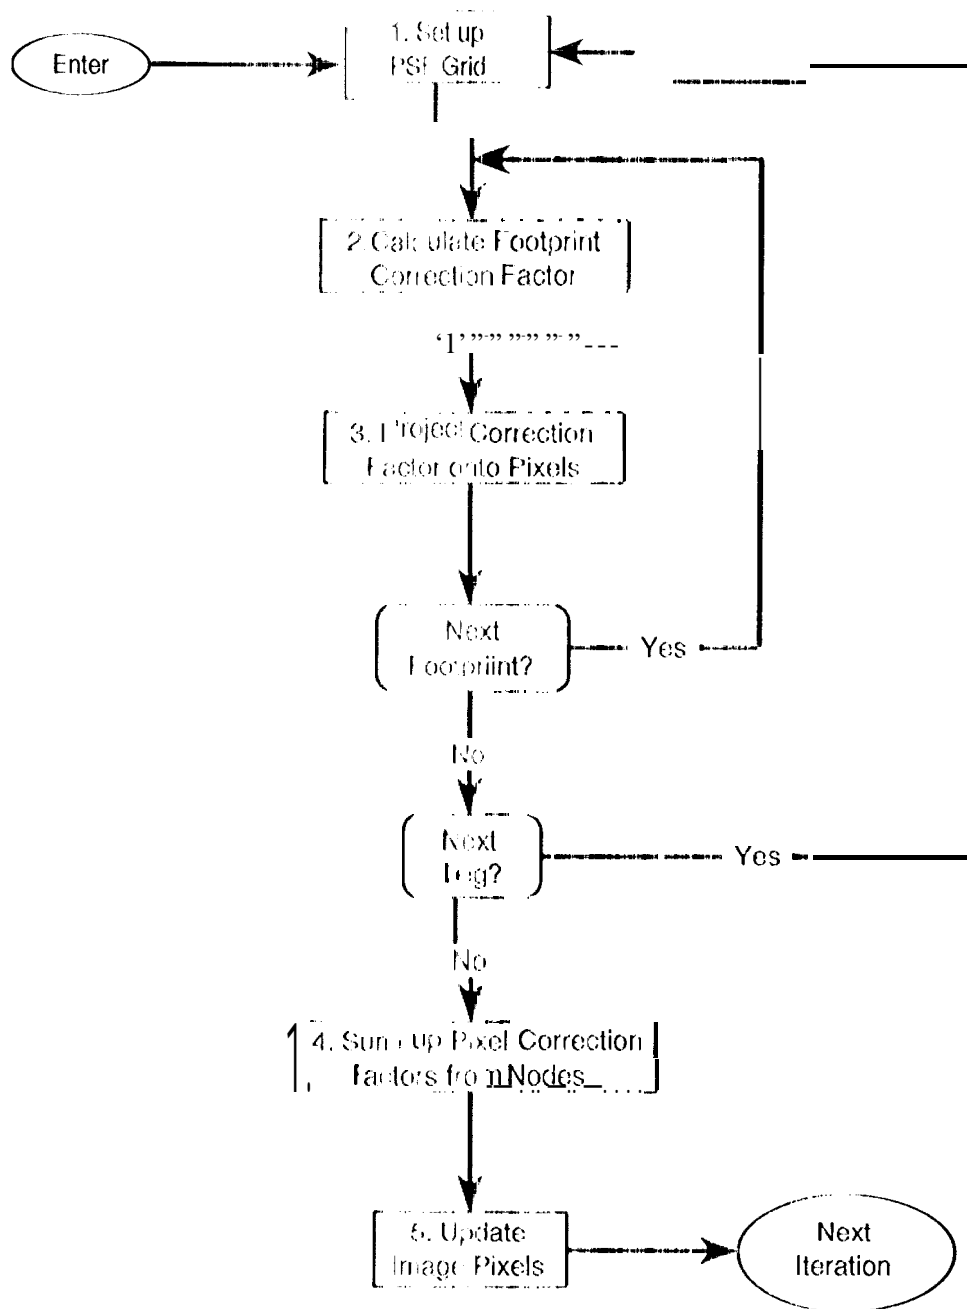 Enter
1. Set up
PSF Grid
2. Calculate Footprint
Correction Factor
3. Project Correction
Factor onto Pixels
Next
Footpriint?
Yes
No
Next
Leg?
Yes
No
4. Sum up Pixel Correction
Factors from Nodes
5. Update
Image Pixels
Next
Iteration